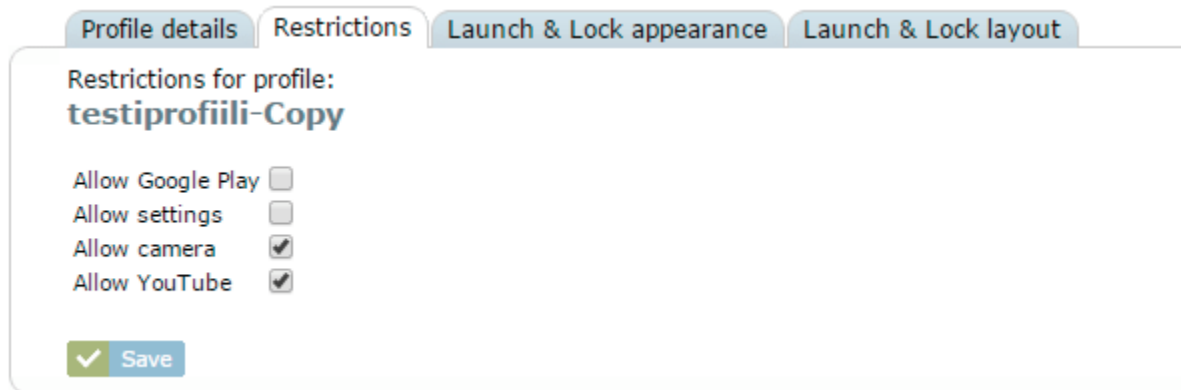 Profile details Restrictions Launch & Lock appearance Launch & Lock layout
Restrictions for profile:
testiprofiili-Copy
Allow Google Play
Allow settings
Allow camera
Allow YouTube
Save